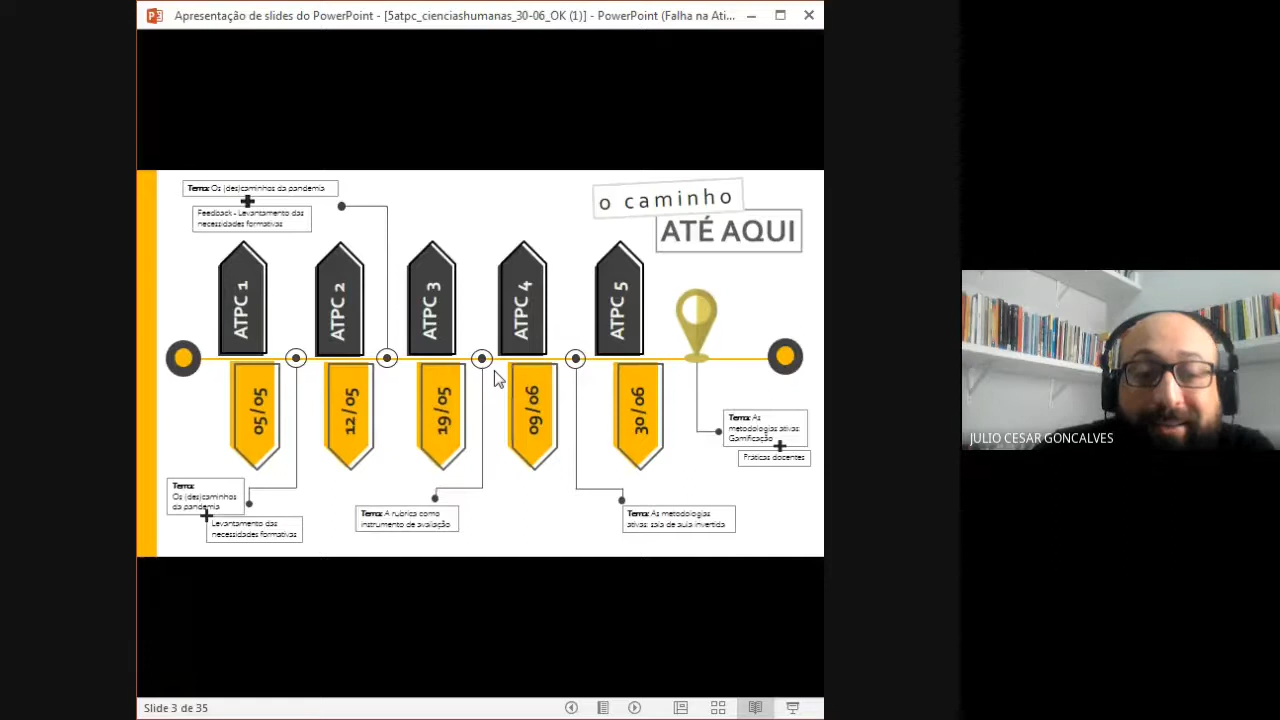 Apresentação de slides do PowerPoint - [5atpc_cienciashumanas_30-06_OK (1)] - PowerPoint (Falha na Ati...
Tema: Os (des)caminhos da pandemia
Feedback - Levantamento das
necessidades formativas
o caminho
ATÉ AQUI
ATPC 1
ATPC 2
ATPC 3
ATPC 4
ATPC 5
05/05
12/05
19/05
09/06
30/06
Tema: As
metodologias ativas:
Gamificação
Práticas docentes
Tema:
Os (des)caminhos
da pandemia
Levantamento das
necessidades formativas
Tema: A rubrica como
instrumento de avaliação
Tema: As metodologias
ativas: sala de aula invertida
JULIO CESAR GONCALVES
Slide 3 de 35